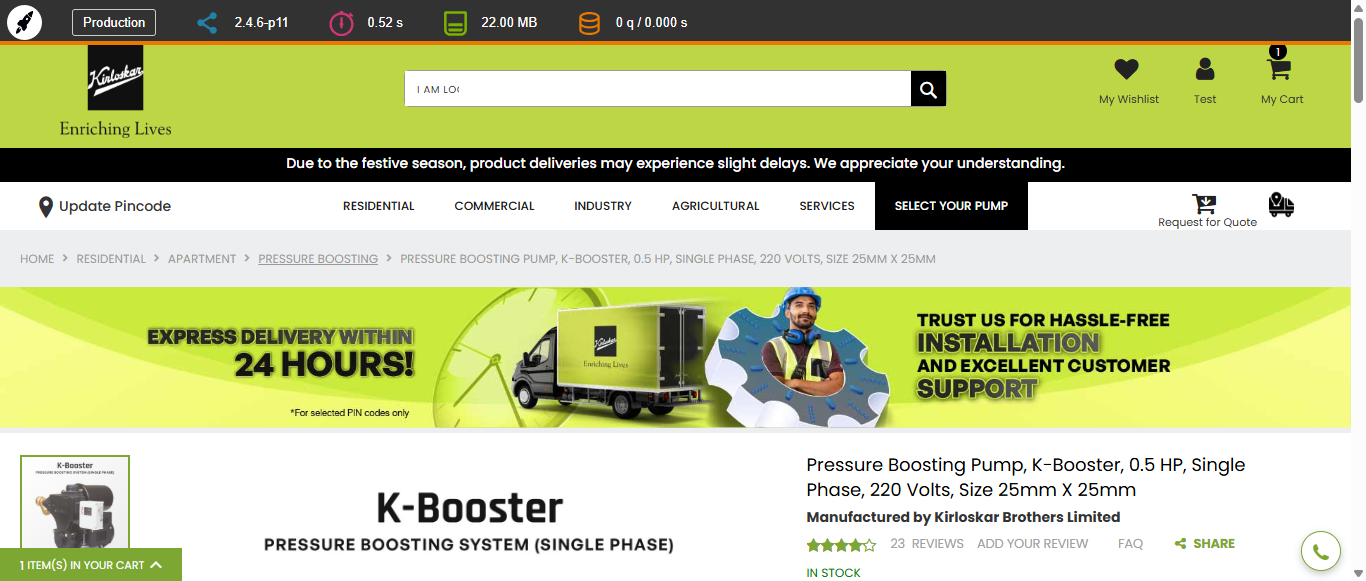 Production 2.4.6-p11 0.52 s 22.00 MB 0 q / 0.000 s
Kirloskar
Enriching Lives
I AM LOO
1
My Wishlist Test My Cart
Due to the festive season, product deliveries may experience slight delays. We appreciate your understanding.
Update Pincode RESIDENTIAL COMMERCIAL INDUSTRY AGRICULTURAL SERVICES SELECT YOUR PUMP Request for Quote
HOME > RESIDENTIAL > APARTMENT > PRESSURE BOOSTING > PRESSURE BOOSTING PUMP, K-BOOSTER, 0.5 HP, SINGLE PHASE, 220 VOLTS, SIZE 25MM X 25MM
EXPRESS DELIVERY WITHIN
24 HOURS!
*For selected PIN codes only
Kirloskar
Enriching Lives
TRUST US FOR HASSLE-FREE
INSTALLATION
AND EXCELLENT CUSTOMER
SUPPORT
K-Booster
PRESSURE BOOSTING SYSTEM (SINGLE PHASE)
K-Booster
PRESSURE BOOSTING SYSTEM (SINGLE PHASE)
Pressure Boosting Pump, K-Booster, 0.5 HP, Single
Phase, 220 Volts, Size 25mm X 25mm
Manufactured by Kirloskar Brothers Limited
23 REVIEWS ADD YOUR REVIEW FAQ SHARE
IN STOCK
1 ITEM(S) IN YOUR CART